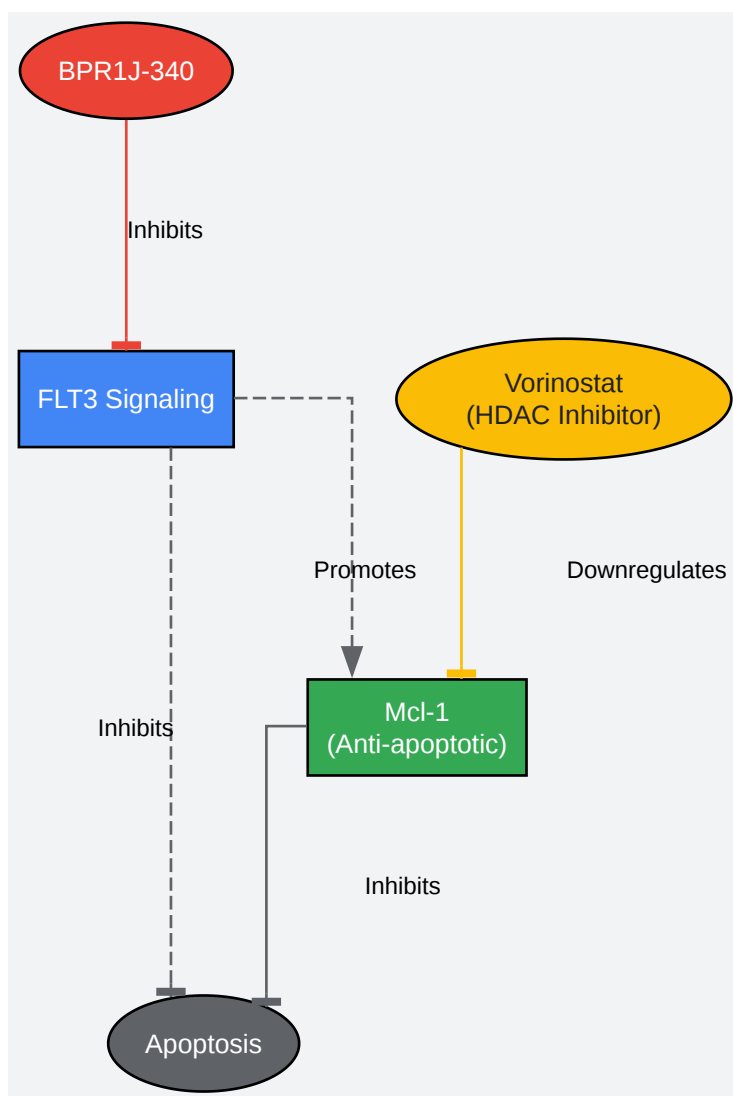 BPR1J-340
Inhibits
FLT3 Signaling
Vorinostat
(HDAC Inhibitor)
Promotes
Downregulates
Mcl-1
(Anti-apoptotic)
Inhibits
Inhibits
Apoptosis